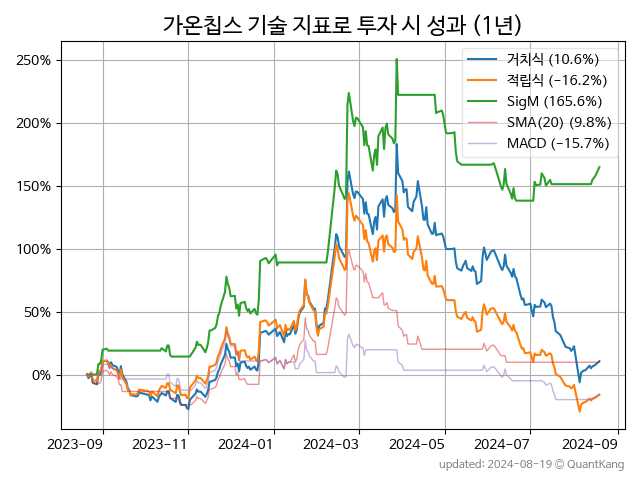 가온칩스 기술 지표로 투자 시 성과 (1년)
250%
200%
150%
100%
50%
0%
거치식 (10.6%)
적립식 (−16.2%)
SigM (165.6%)
SMA(20) (9.8%)
MACD (−15.7%)
2023-09
2023-11
2024-01
2024-03
2024-05
2024-07
2024-09
updated: 2024-08-19 © QuantKang